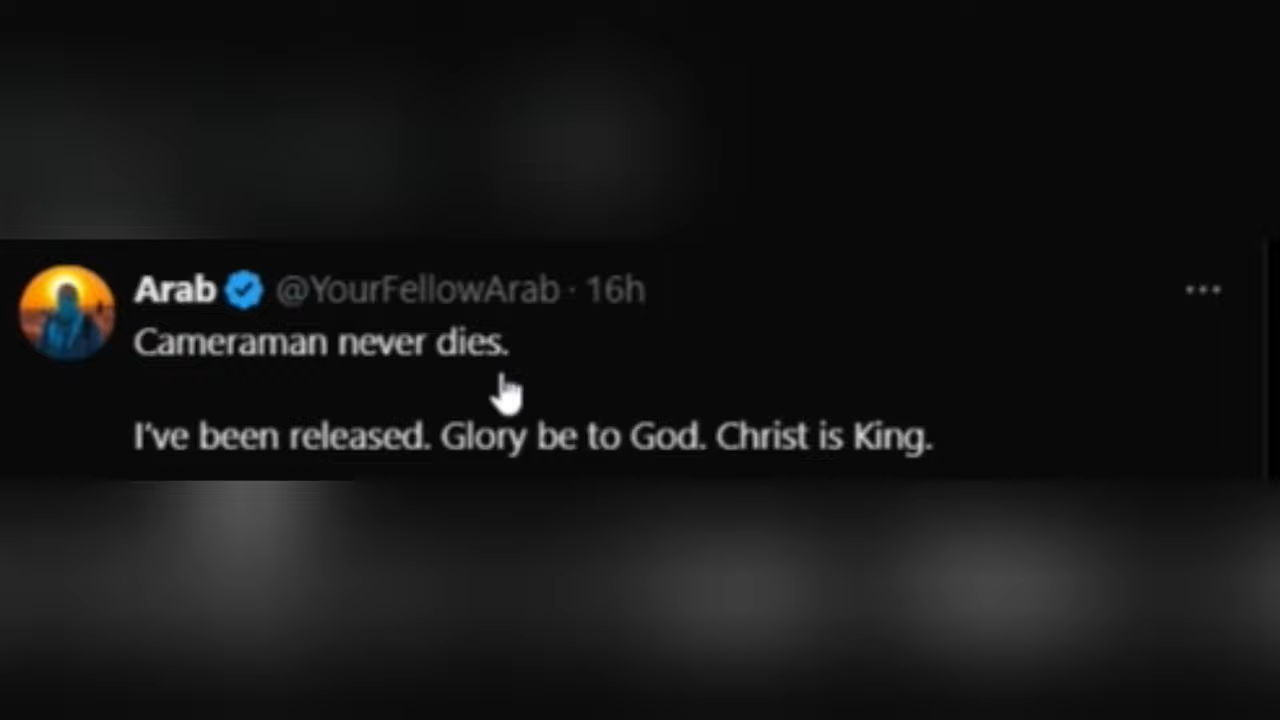 Arab @YourFellowArab · 16h
Cameraman never dies.
I've been released. Glory be to God. Christ is King.